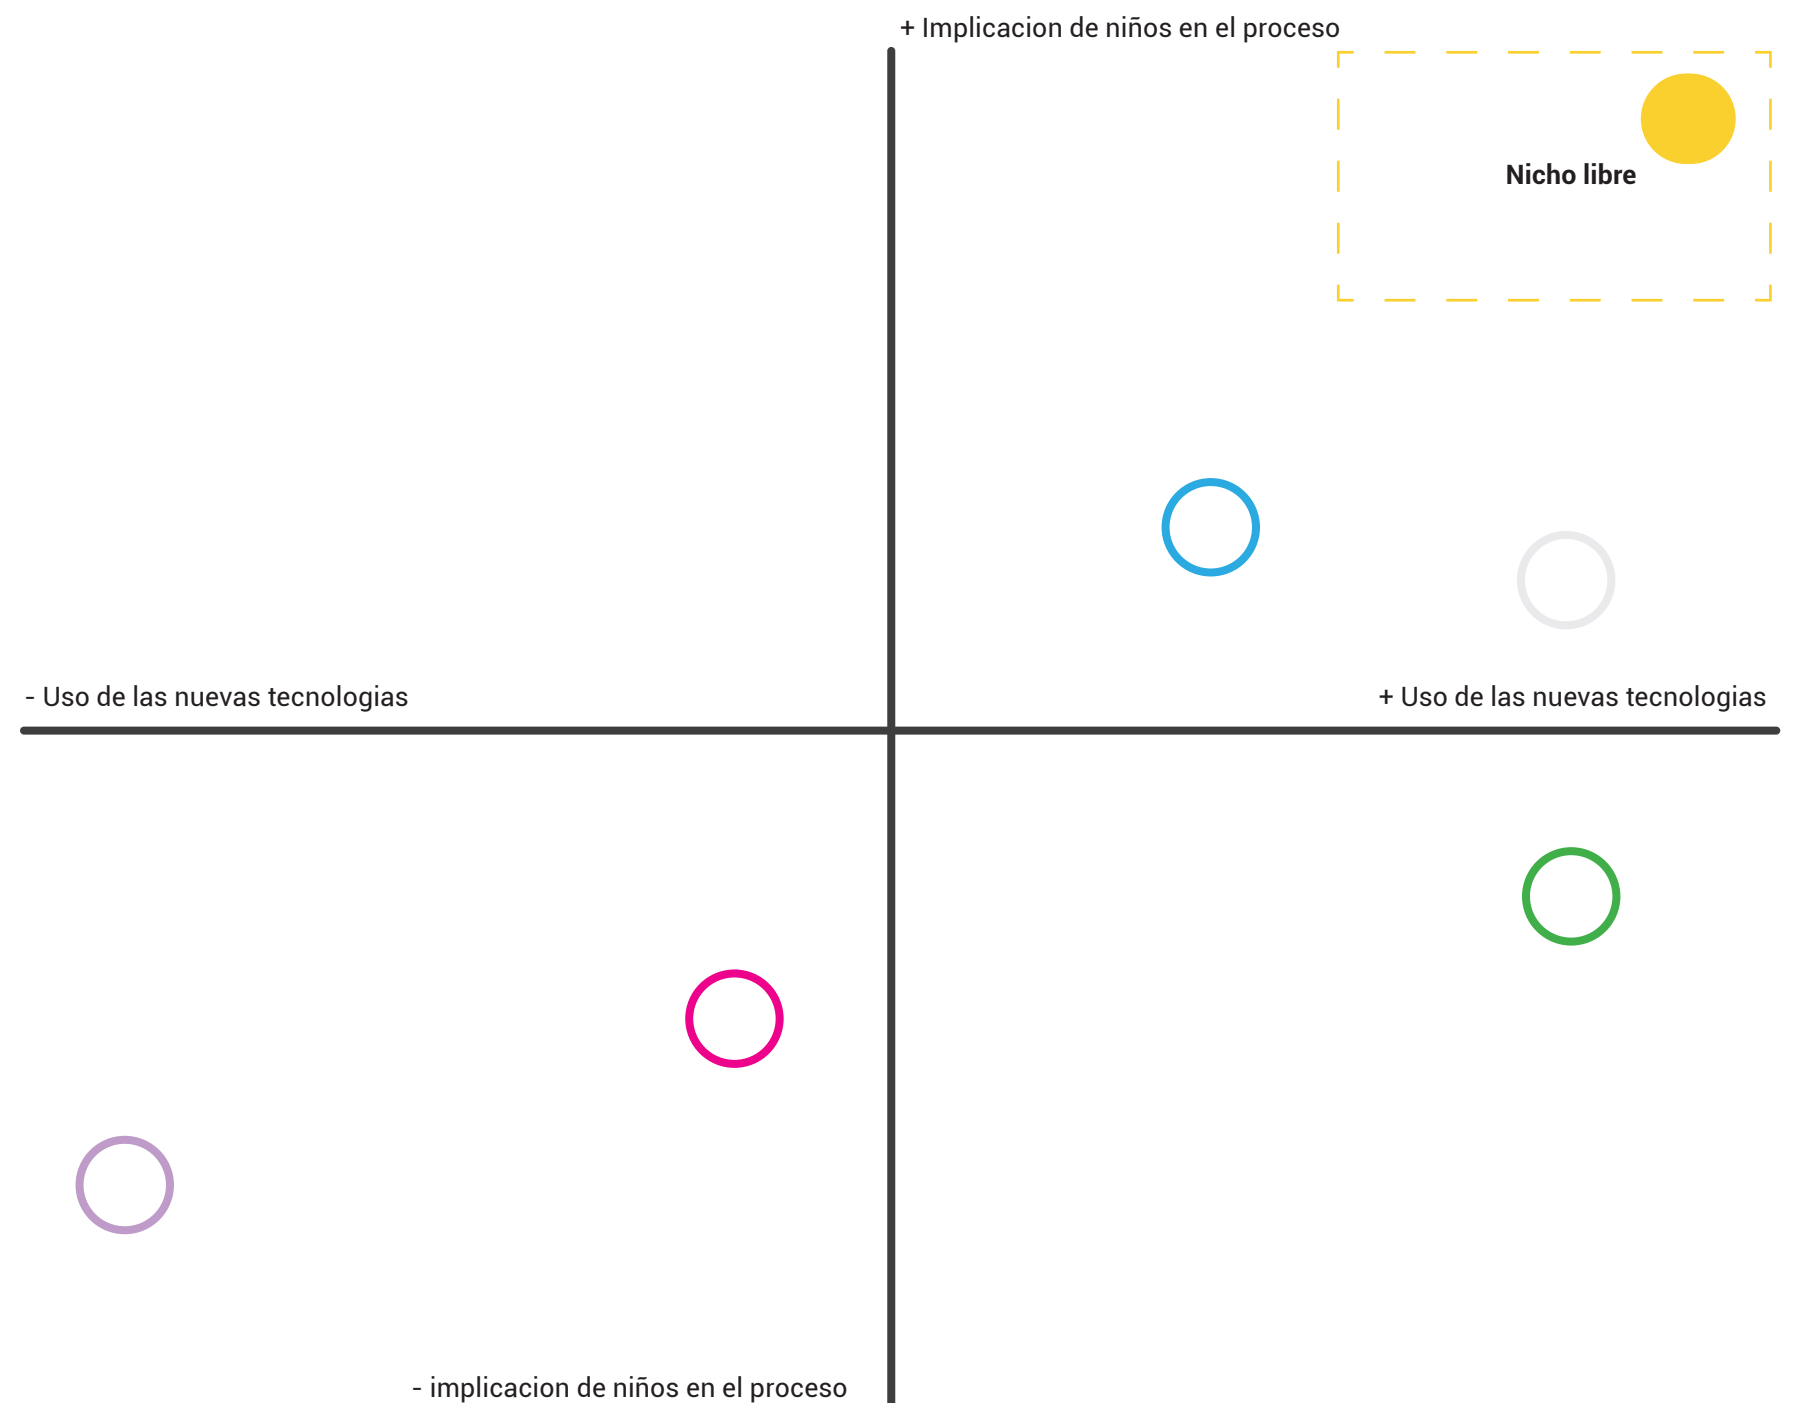 + Implicacion de niños en el proceso
Nicho libre
- Uso de las nuevas tecnologias
+ Uso de las nuevas tecnologias
- implicacion de niños en el proceso